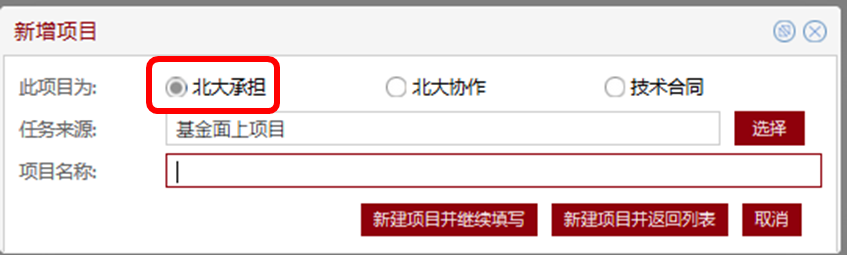 新增项目
此项目为: 北大承担 北大协作 技术合同
任务来源: 基金面上项目 选择
项目名称:
新建项目并继续填写 新建项目并返回列表 取消